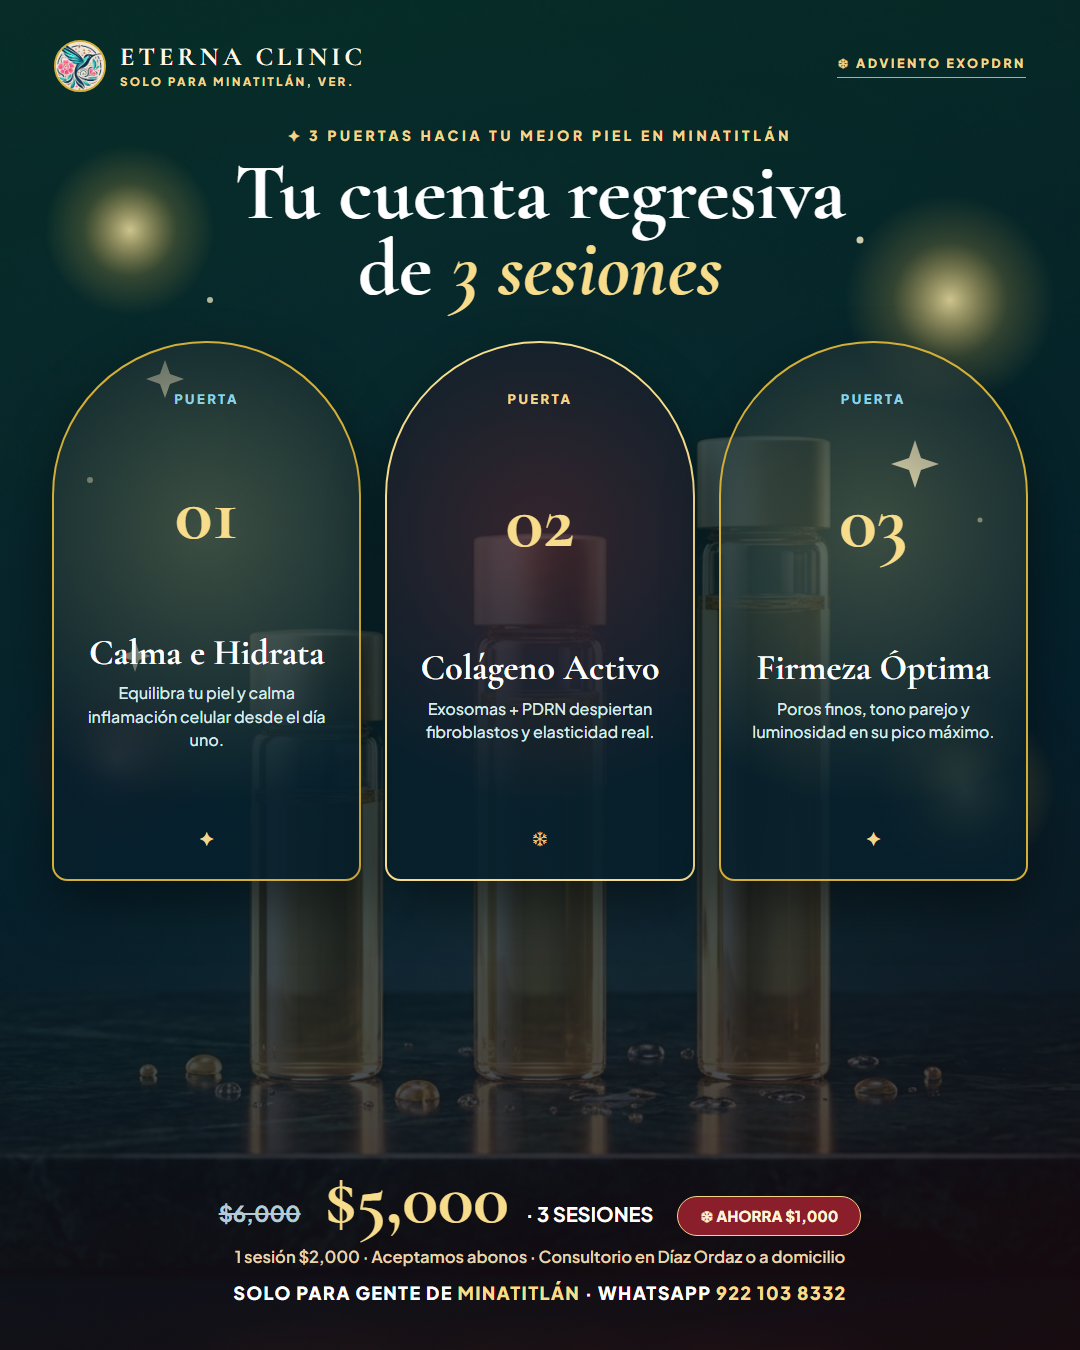 ETERNA CLINIC
SOLO PARA MINATITLÁN, VER.
❄ ADVIENTO EXOPDRN
✦ 3 PUERTAS HACIA TU MEJOR PIEL EN MINATITLÁN
Tu cuenta regresiva
de 3 sesiones
PUERTA
01
Calma e Hidrata
Equilibra tu piel y calma
inflamación celular desde el día
uno.
✦
PUERTA
02
Colágeno Activo
Exosomas + PDRN despiertan
fibroblastos y elasticidad real.
❄
PUERTA
03
Firmeza Óptima
Poros finos, tono parejo y
luminosidad en su pico máximo.
✦
$6,000 $5,000 · 3 SESIONES ❄ AHORRA $1,000
1 sesión $2,000 · Aceptamos abonos · Consultorio en Díaz Ordaz o a domicilio
SOLO PARA GENTE DE MINATITLÁN · WHATSAPP 922 103 8332